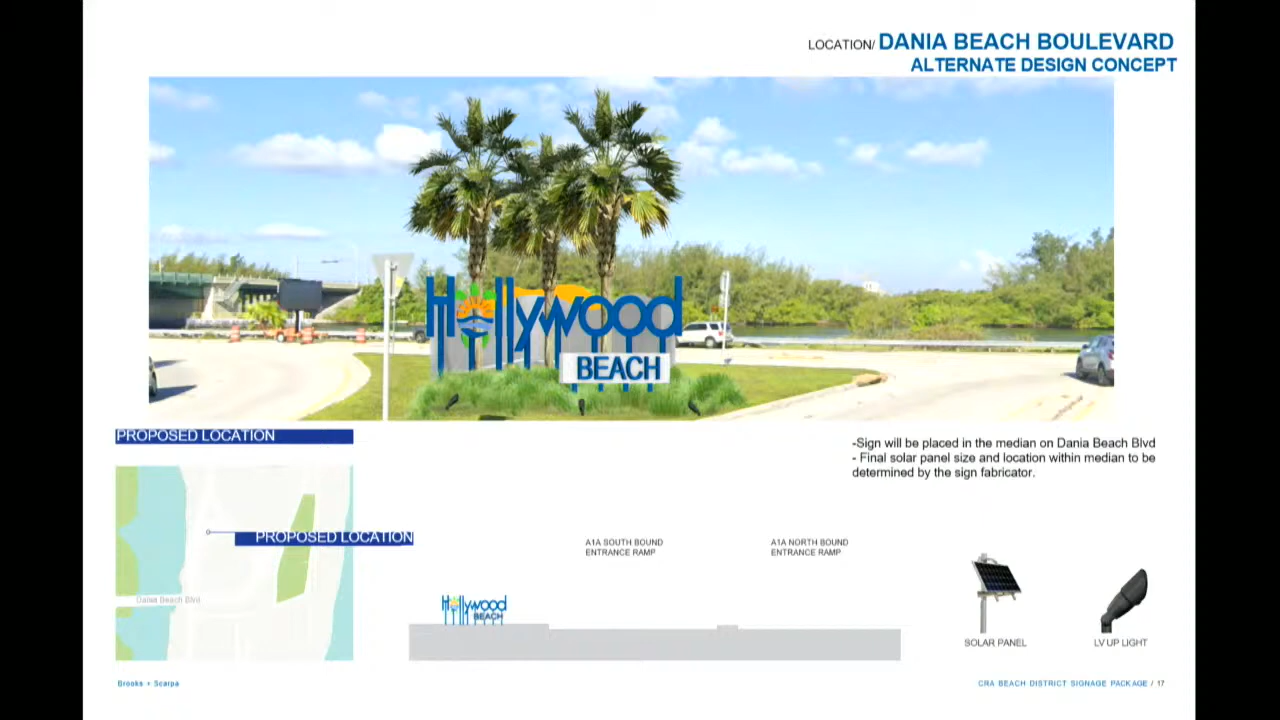 LOCATION/ DANIA BEACH BOULEVARD
ALTERNATE DESIGN CONCEPT
Hollywood
BEACH
PROPOSED LOCATION
-Sign will be placed in the median on Dania Beach Blvd
- Final solar panel size and location within median to be
determined by the sign fabricator.
PROPOSED LOCATION
Dania Beach Blvd
A1A SOUTH BOUND
ENTRANCE RAMP
A1A NORTH BOUND
ENTRANCE RAMP
Hollywood
BEACH
SOLAR PANEL
LV UP LIGHT
Brooks + Scarpa
CRA BEACH DISTRICT SIGNAGE PACKAGE / 17